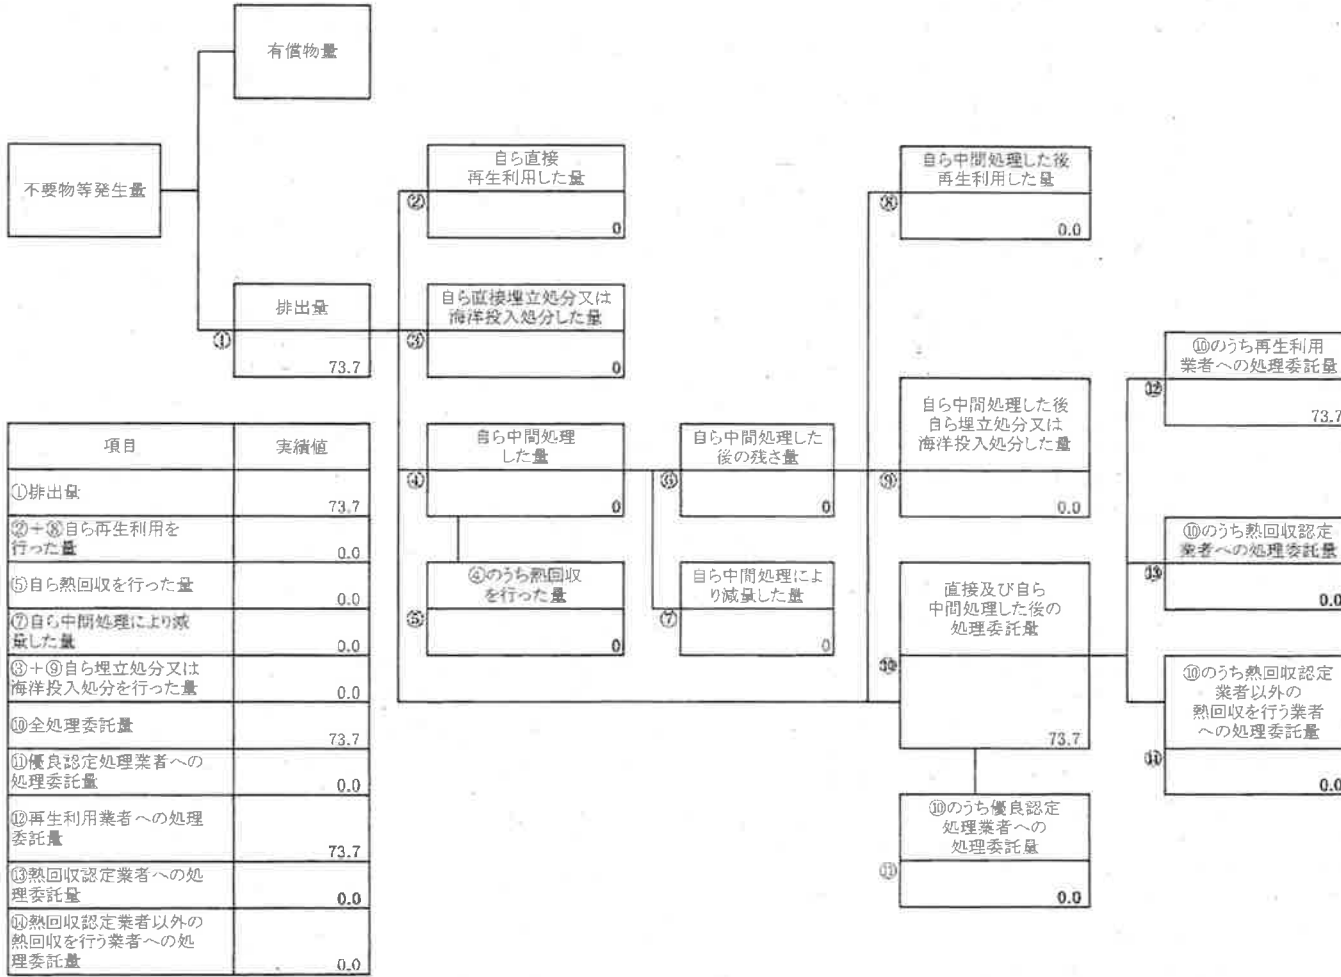 有償物量
不要物等発生量
自ら直接
再生利用した量
②
0
自ら中間処理した後
再生利用した量
⑧
0.0
排出量
①
73.7
自ら直接埋立処分又は
海洋投入処分した量
③
0
⑩のうち再生利用
業者への処理委託量
⑫
73.7
自ら中間処理
した量
④
0
自ら中間処理した
後の残さ量
⑥
0
自ら中間処理した後
自ら埋立処分又は
海洋投入処分した量
⑨
0.0
⑩のうち熱回収認定
業者への処理委託量
⑬
0.0
④のうち熱回収
を行った量
⑤
0
自ら中間処理によ
り減量した量
⑦
0
直接及び自ら
中間処理した後の
処理委託量
⑩
73.7
⑩のうち熱回収認定
業者以外の
熱回収を行う業者
への処理委託量
0.0
⑩のうち優良認定
処理業者への
処理委託量
⑪
0.0
項目 実績値
①排出量
73.7
②+⑧自ら再生利用を
行った量 0.0
⑤自ら熱回収を行った量
0.0
⑦自ら中間処理により減
量した量 0.0
③+⑨自ら埋立処分又は
海洋投入処分を行った量 0.0
⑩全処理委託量
73.7
⑪優良認定処理業者への
処理委託量 0.0
⑫再生利用業者への処理
委託量
73.7
⑬熱回収認定業者への処
理委託量 0.0
⑭熱回収認定業者以外の
熱回収を行う業者への処
理委託量 0.0